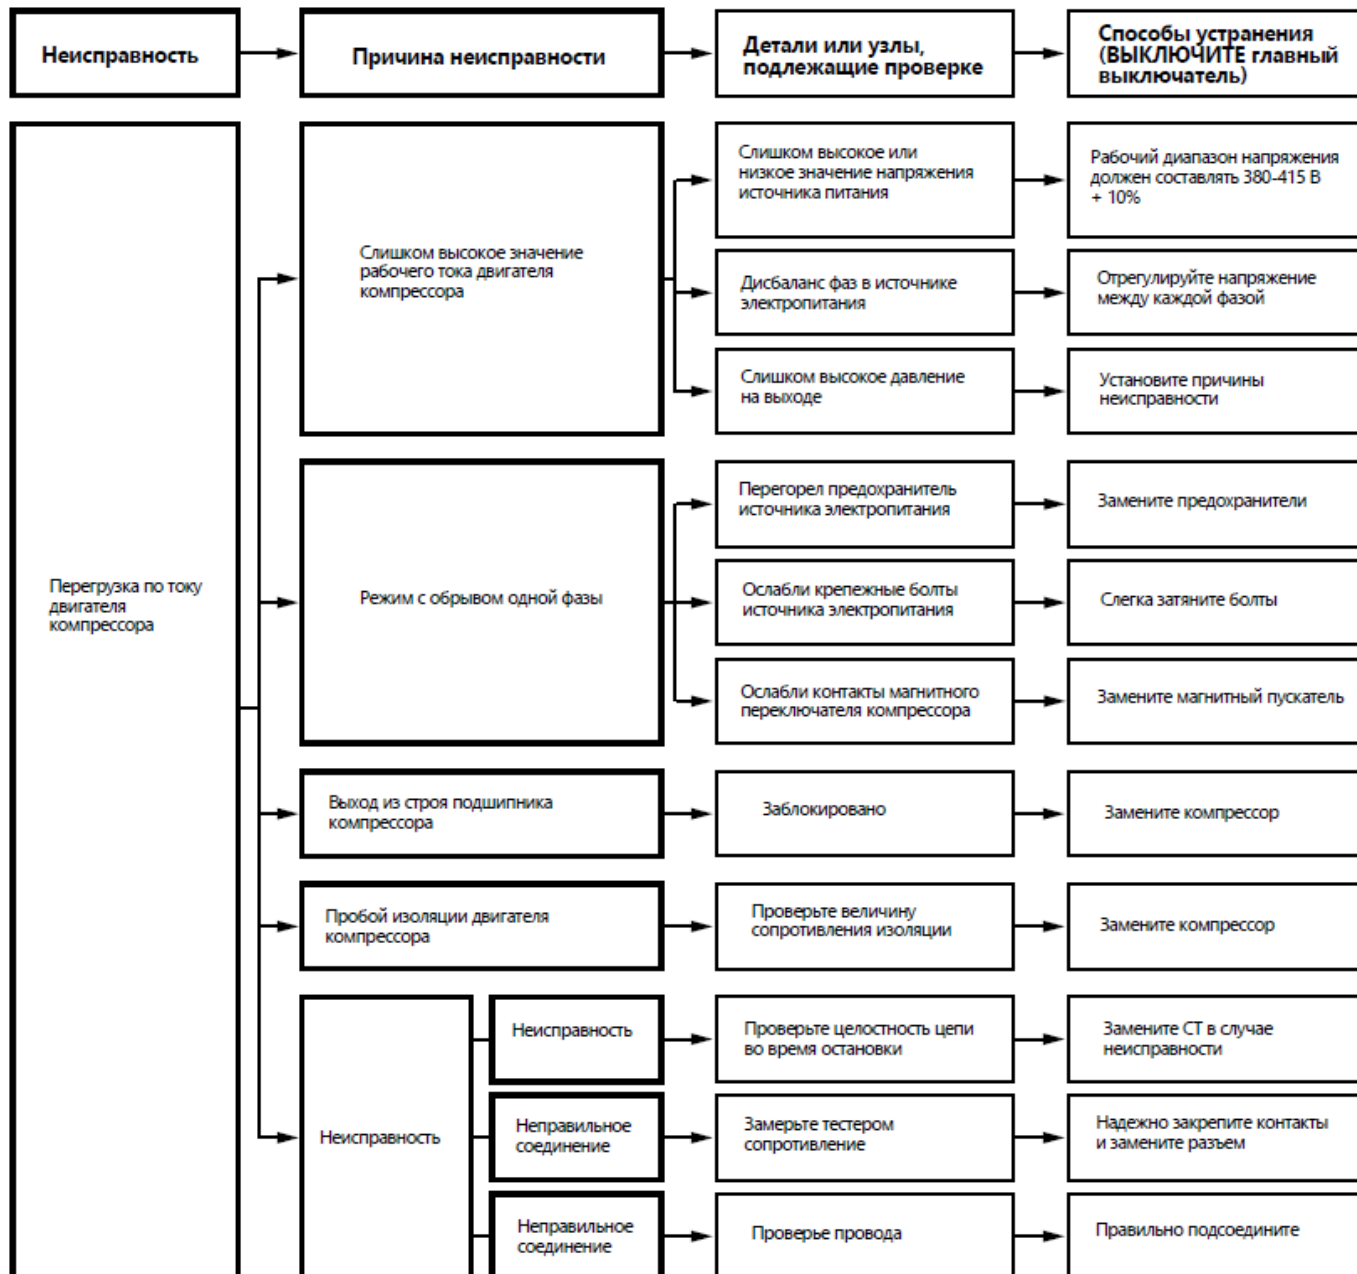 Неисправность
Причина неисправности
Детали или узлы,
подлежащие проверке
Способы устранения
(ВЫКЛЮЧИТЕ главный
выключатель)
Перегрузка по току
двигателя
компрессора
Слишком высокое значение
рабочего тока двигателя
компрессора
Слишком высокое или
низкое значение напряжения
источника питания
Рабочий диапазон напряжения
должен составлять 380-415 В
+ 10%
Дисбаланс фаз в источнике
электропитания
Отрегулируйте напряжение
между каждой фазой
Слишком высокое давление
на выходе
Установите причины
неисправности
Режим с обрывом одной фазы
Перегорел предохранитель
источника электропитания
Замените предохранители
Ослабли крепежные болты
источника электропитания
Слегка затяните болты
Ослабли контакты магнитного
переключателя компрессора
Замените магнитный пускатель
Выход из строя подшипника
компрессора
Заблокировано
Замените компрессор
Пробой изоляции двигателя
компрессора
Проверьте величину
сопротивления изоляции
Замените компрессор
Неисправность
Неисправность
Проверьте целостность цепи
во время остановки
Замените СТ в случае
неисправности
Неправильное
соединение
Замерьте тестером
сопротивление
Надежно закрепите контакты
и замените разъем
Неправильное
соединение
Проверье провода
Правильно подсоедините